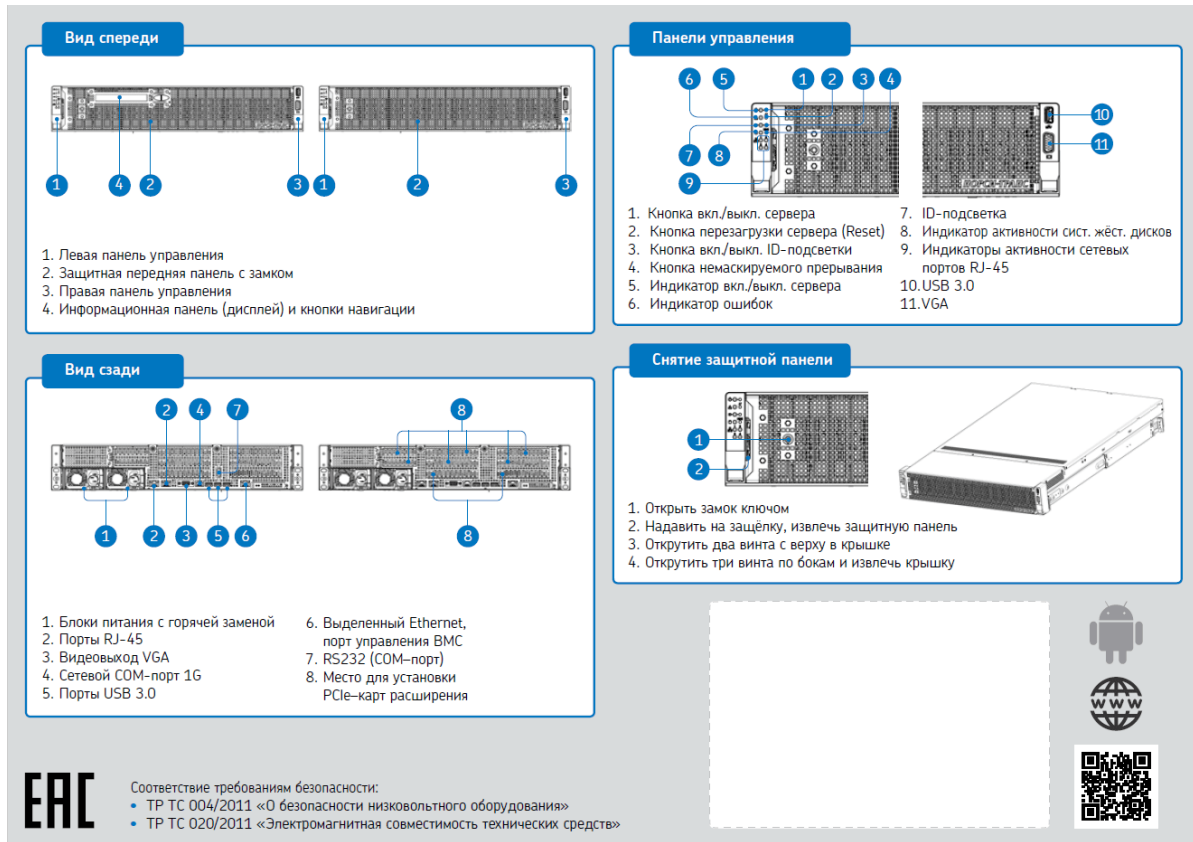 Вид спереди
1
4
2
3
1
2
3
1. Левая панель управления
2. Защитная передняя панель с замком
3. Правая панель управления
4. Информационная панель (дисплей) и кнопки навигации
Панели управления
6
5
1
2
3
4
10
11
7
8
9
1. Кнопка вкл./выкл. сервера
2. Кнопка перезагрузки сервера (Reset)
3. Кнопка вкл./выкл. ID-подсветки
4. Кнопка немаскируемого прерывания
5. Индикатор вкл./выкл. сервера
6. Индикатор ошибок
7. ID-подсветка
8. Индикатор активности сист. жёст. дисков
9. Индикаторы активности сетевых
портов RJ-45
10.USB 3.0
11.VGA
Вид сзади
2
4
7
8
1
2
3
5
6
8
1. Блоки питания с горячей заменой
2. Порты RJ-45
3. Видеовыход VGA
4. Сетевой COM-порт 1G
5. Порты USB 3.0
6. Выделенный Ethernet,
порт управления BMC
7. RS232 (COM–порт)
8. Место для установки
PCIe–карт расширения
Снятие защитной панели
1
2
1. Открыть замок ключом
2. Надавить на защёлку, извлечь защитную панель
3. Открутить два винта с верху в крышке
4. Открутить три винта по бокам и извлечь крышку
WWW
EAC
Соответствие требованиям безопасности:
• ТР ТС 004/2011 «О безопасности низковольтного оборудования»
• ТР ТС 020/2011 «Электромагнитная совместимость технических средств»